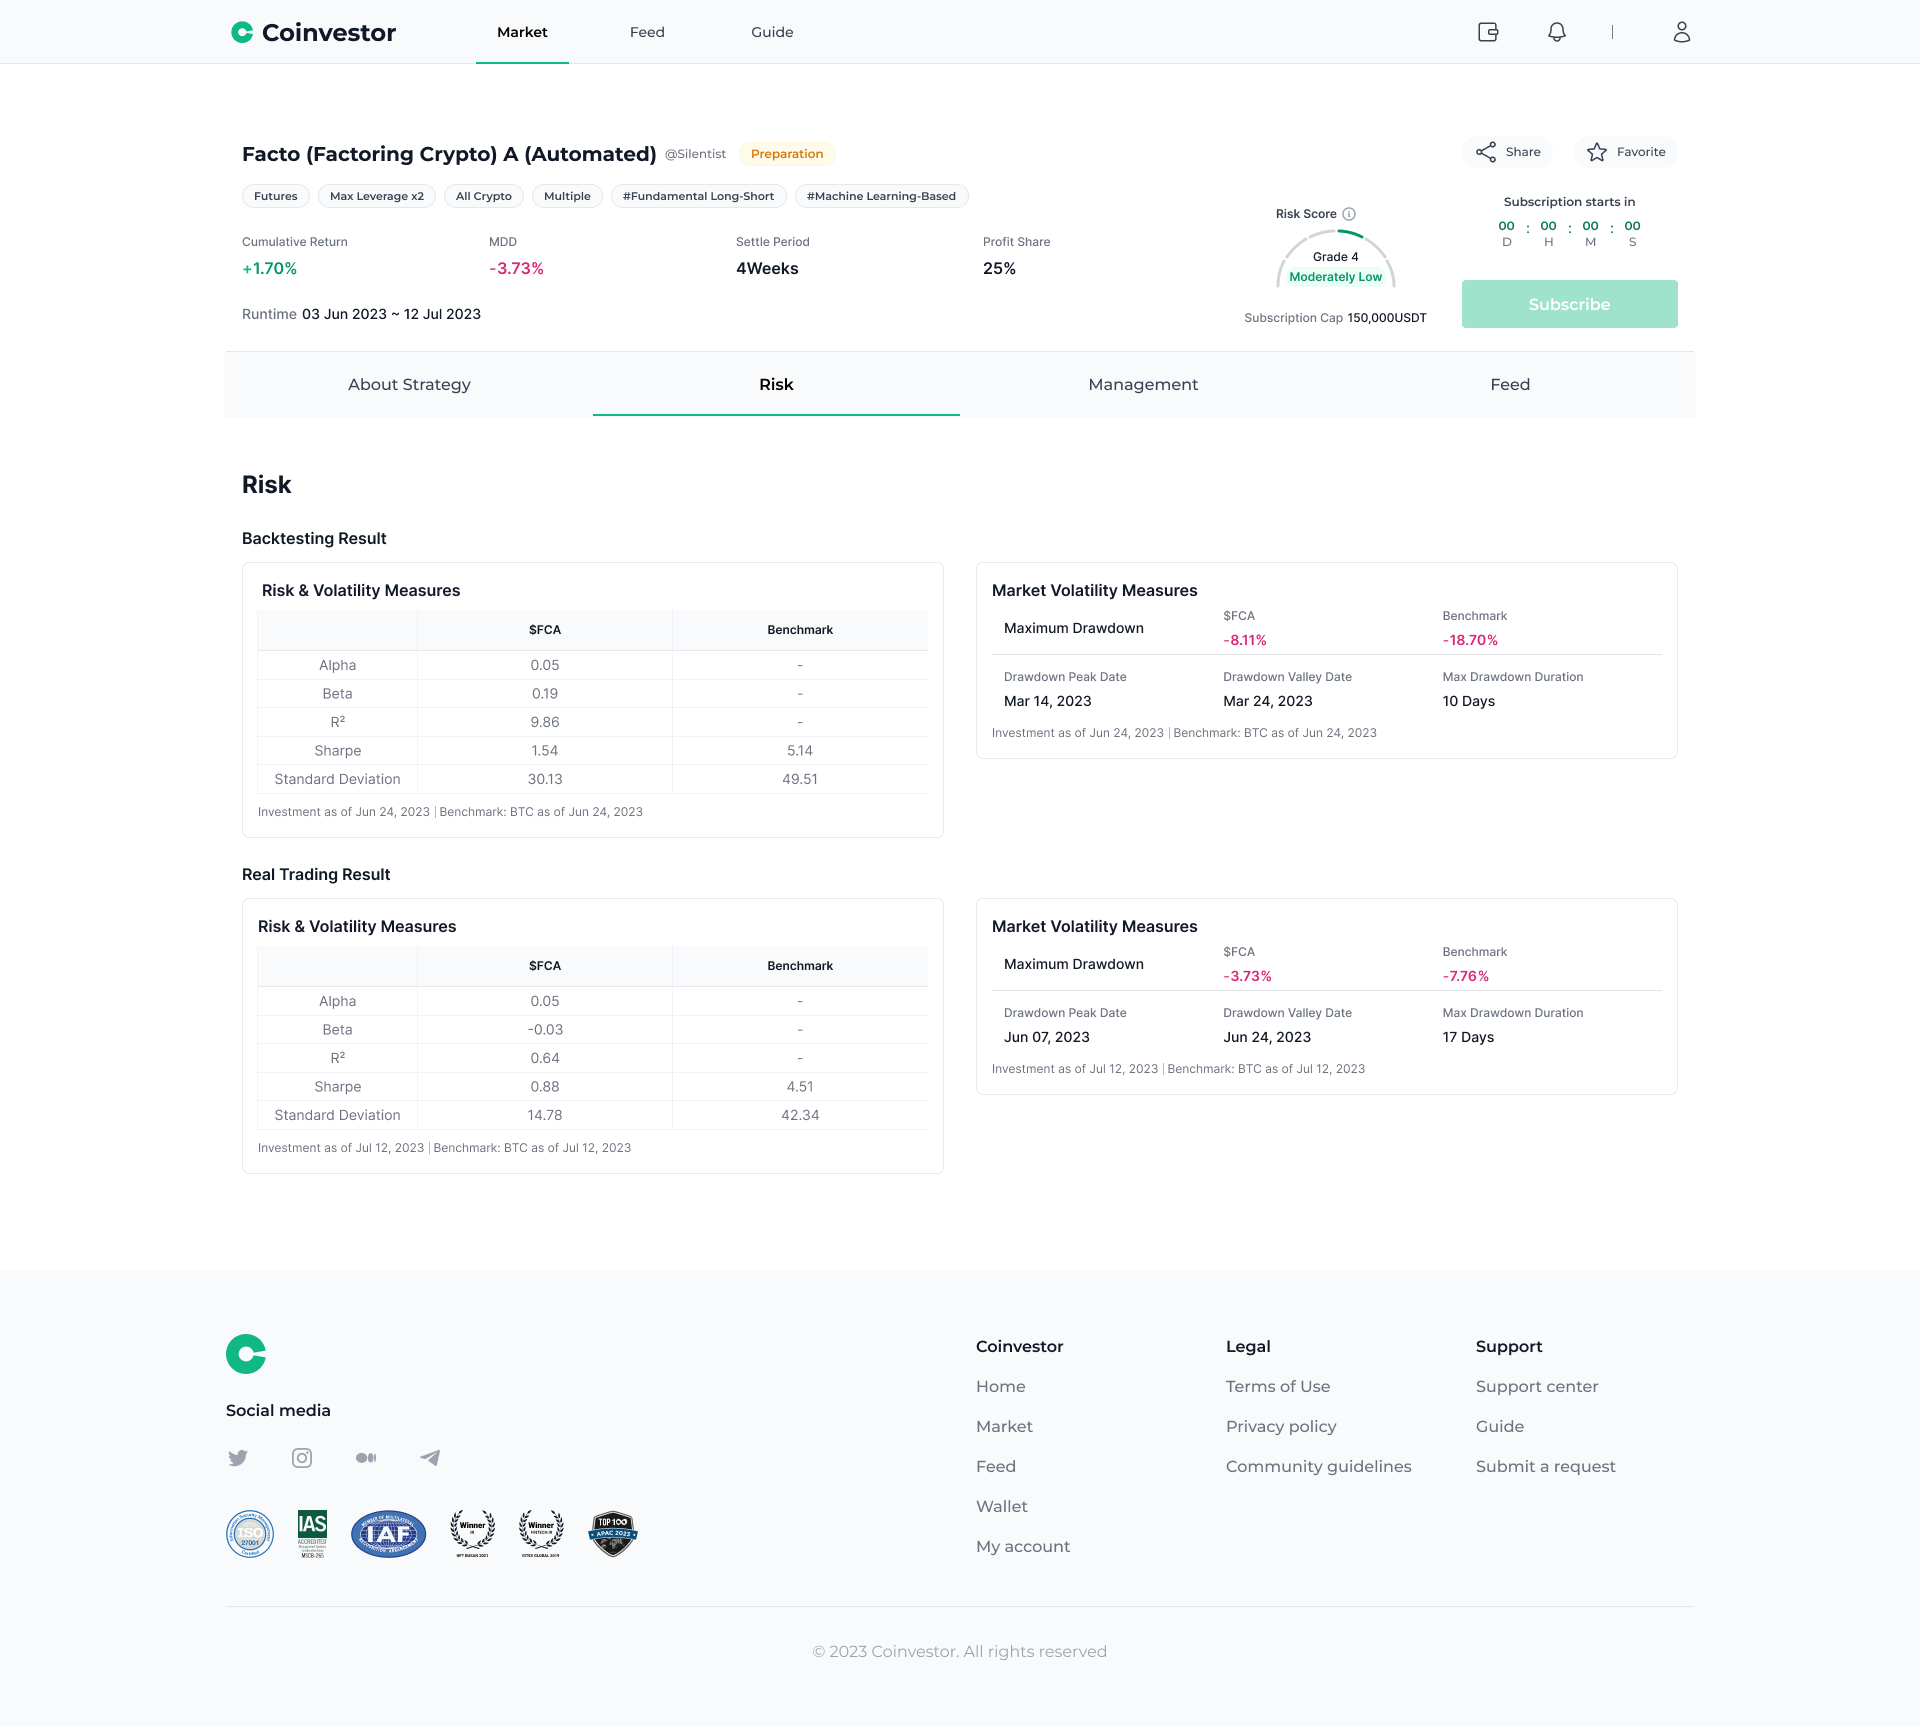 Coinvestor
Market
Feed
Guide
Facto (Factoring Crypto) A (Automated) @Silentist Preparation
Share
Favorite
Futures
Max Leverage x2
All Crypto
Multiple
#Fundamental Long-Short
#Machine Learning-Based
Subscription starts in
00 : 00 : 00 : 00
D H M S
Risk Score
Grade 4
Moderately Low
Cumulative Return
+1.70%
MDD
-3.73%
Settle Period
4Weeks
Profit Share
25%
Subscribe
Runtime 03 Jun 2023 ~ 12 Jul 2023
Subscription Cap 150,000USDT
About Strategy
Risk
Management
Feed
Risk
Backtesting Result
Risk & Volatility Measures
$FCA Benchmark
Alpha 0.05 -
Beta 0.19 -
R² 9.86 -
Sharpe 1.54 5.14
Standard Deviation 30.13 49.51
Investment as of Jun 24, 2023 | Benchmark: BTC as of Jun 24, 2023
Market Volatility Measures
$FCA Benchmark
Maximum Drawdown
-8.11% -18.70%
Drawdown Peak Date Drawdown Valley Date Max Drawdown Duration
Mar 14, 2023 Mar 24, 2023 10 Days
Investment as of Jun 24, 2023 | Benchmark: BTC as of Jun 24, 2023
Real Trading Result
Risk & Volatility Measures
$FCA Benchmark
Alpha 0.05 -
Beta -0.03 -
R² 0.64 -
Sharpe 0.88 4.51
Standard Deviation 14.78 42.34
Investment as of Jul 12, 2023 | Benchmark: BTC as of Jul 12, 2023
Market Volatility Measures
$FCA Benchmark
Maximum Drawdown
-3.73% -7.76%
Drawdown Peak Date Drawdown Valley Date Max Drawdown Duration
Jun 07, 2023 Jun 24, 2023 17 Days
Investment as of Jul 12, 2023 | Benchmark: BTC as of Jul 12, 2023
Social media
ISO
27001
IAS
ACCREDITED
MSCB-265
IAF
Winner
Winner
TOP 100
APAC 2023
Coinvestor
Home
Market
Feed
Wallet
My account
Legal
Terms of Use
Privacy policy
Community guidelines
Support
Support center
Guide
Submit a request
© 2023 Coinvestor. All rights reserved